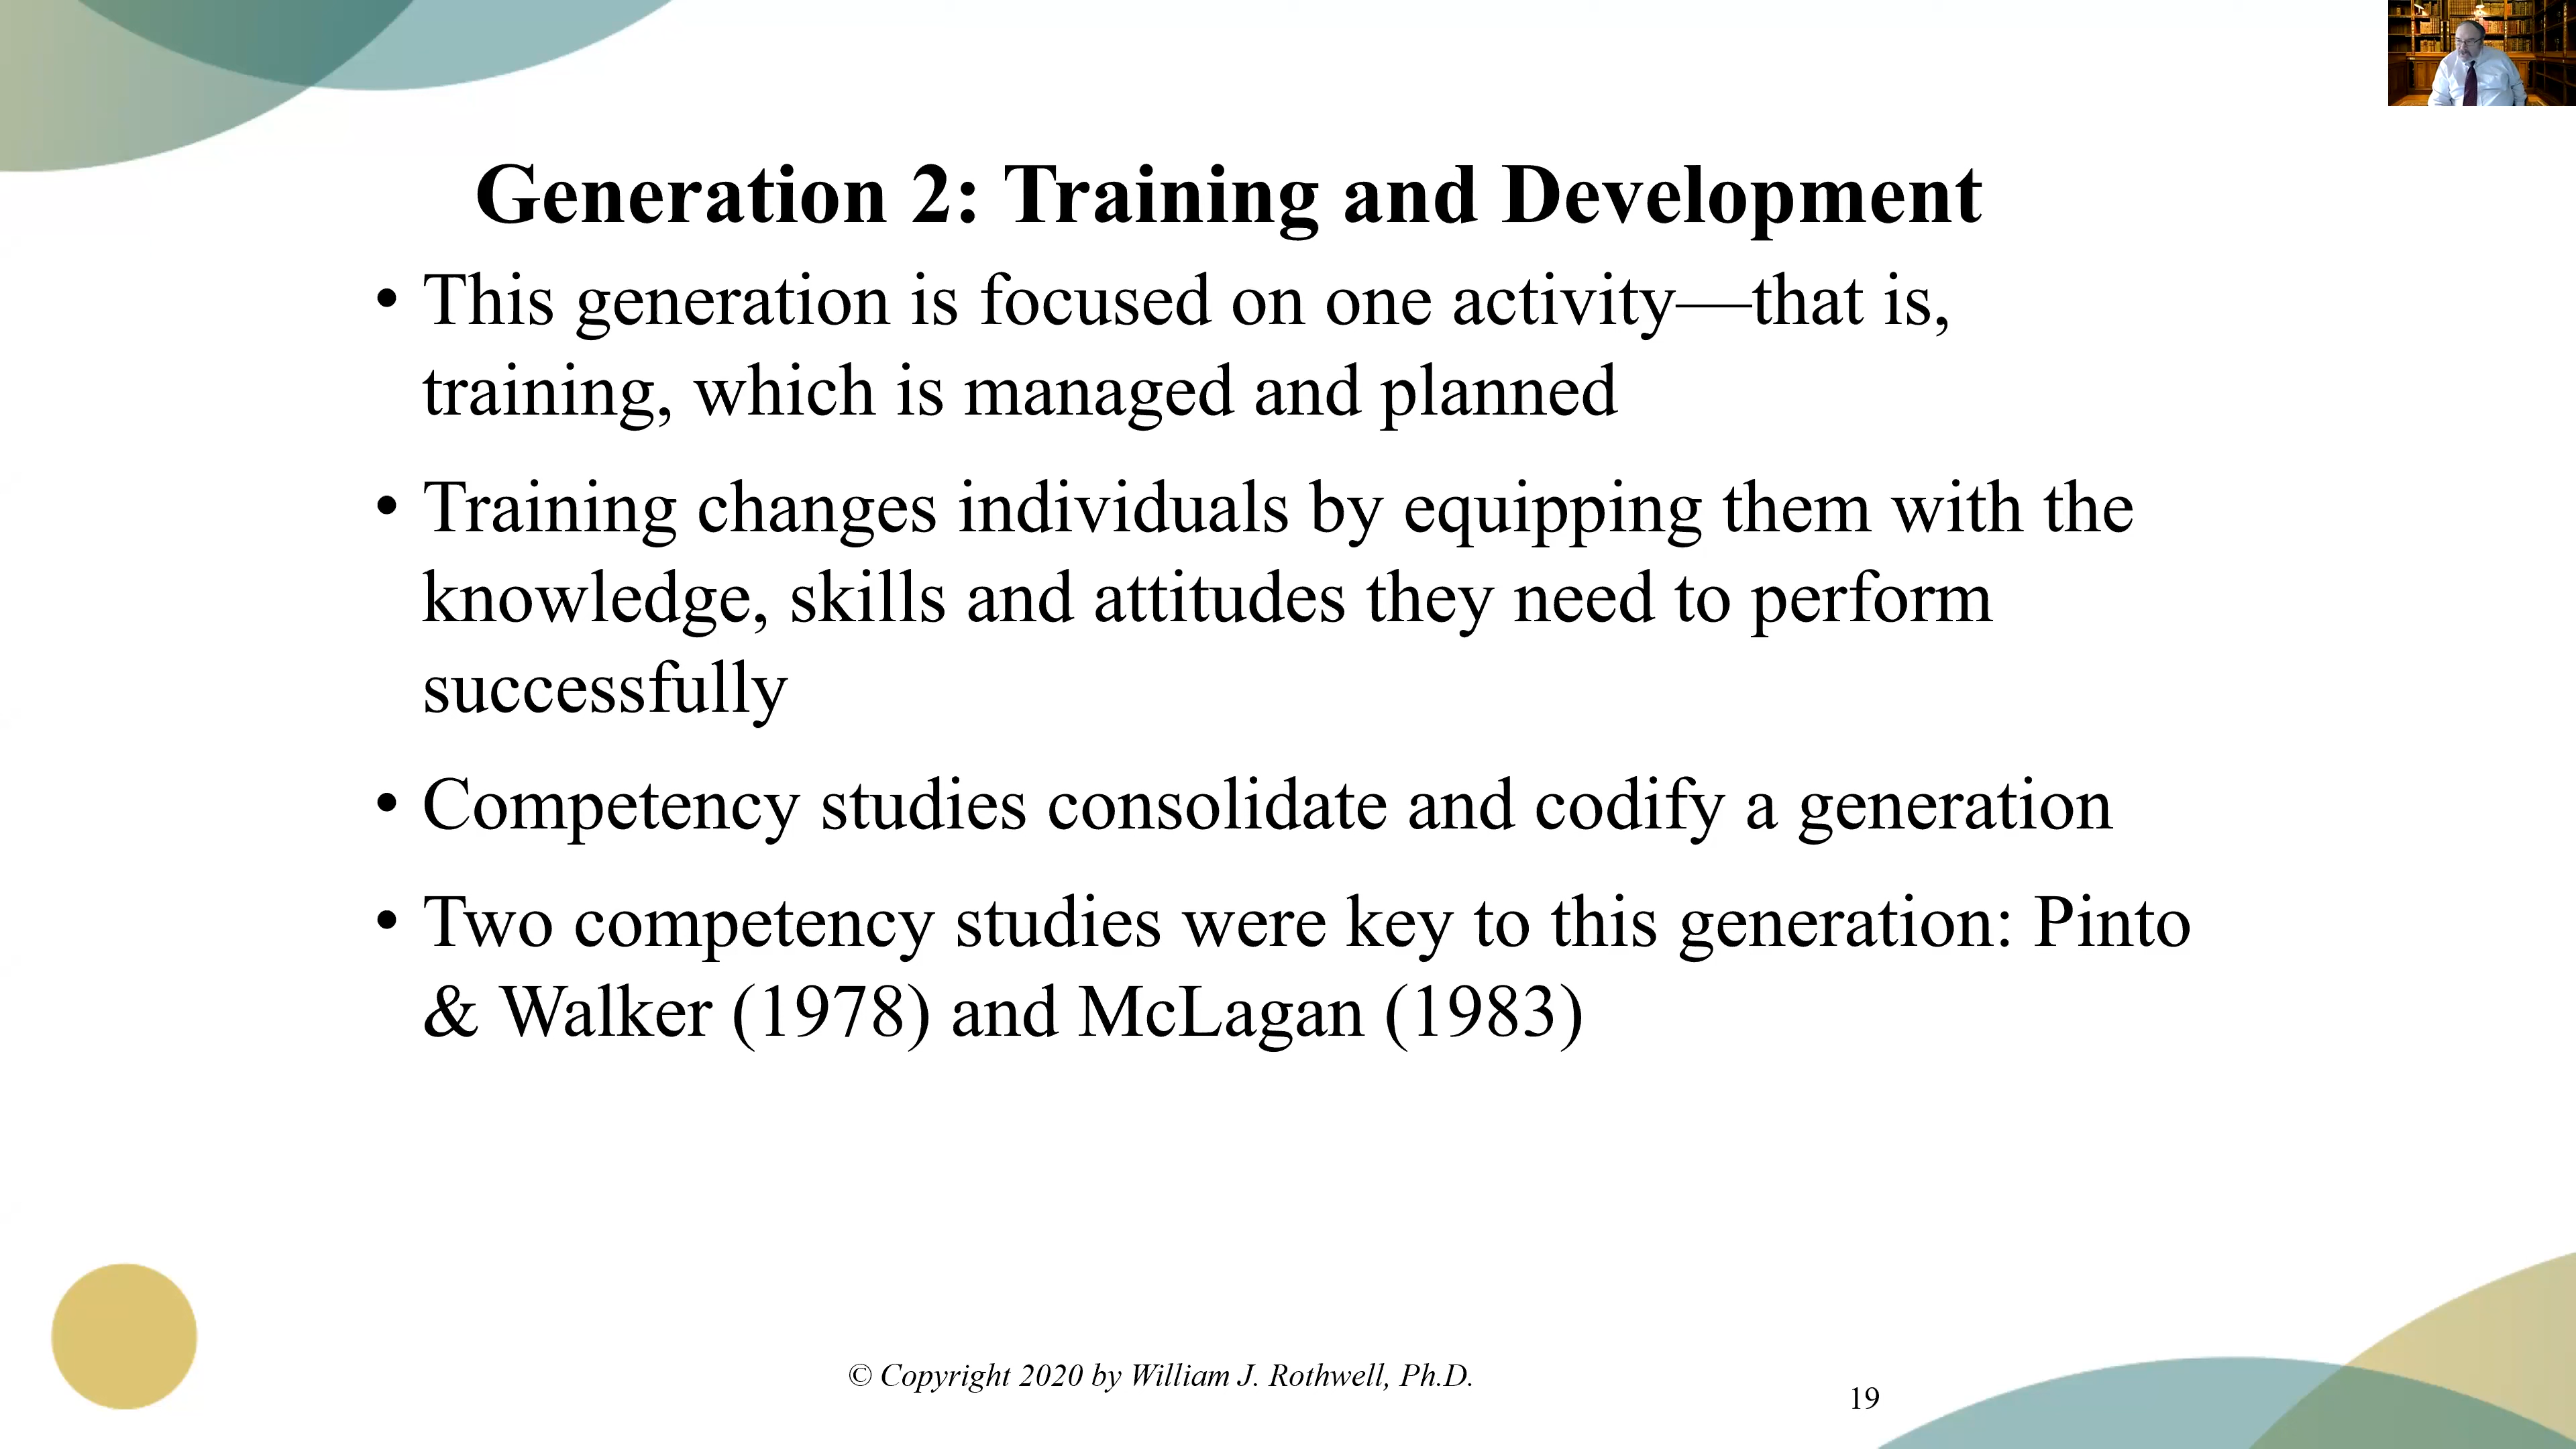 Generation 2: Training and Development
• This generation is focused on one activity—that is,
training, which is managed and planned
• Training changes individuals by equipping them with the
knowledge, skills and attitudes they need to perform
successfully
• Competency studies consolidate and codify a generation
• Two competency studies were key to this generation: Pinto
& Walker (1978) and McLagan (1983)
© Copyright 2020 by William J. Rothwell, Ph.D.
19